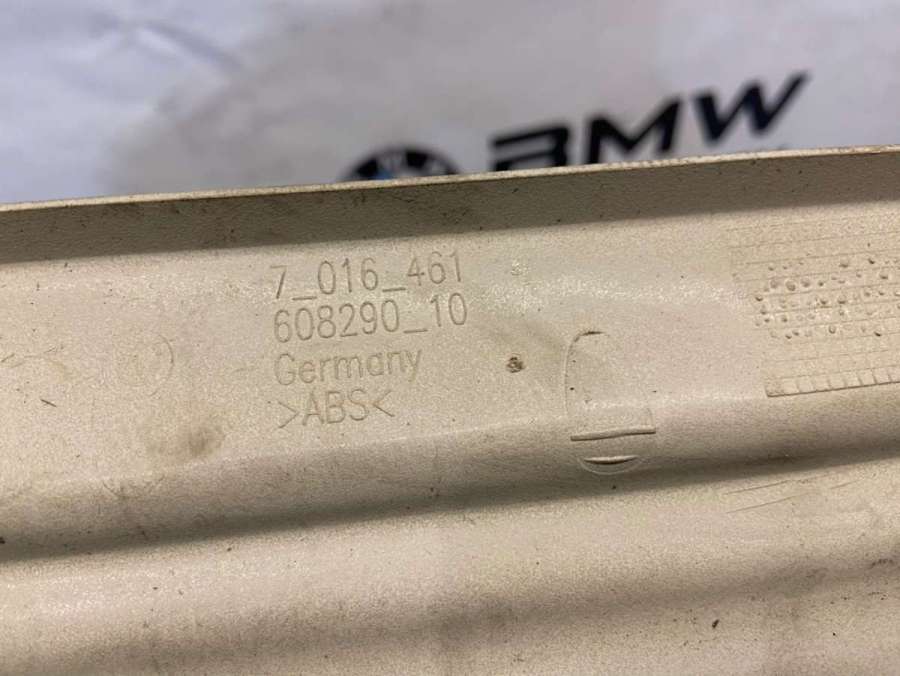 BMW
7_016_461
608290_10
Germany
>ABS<